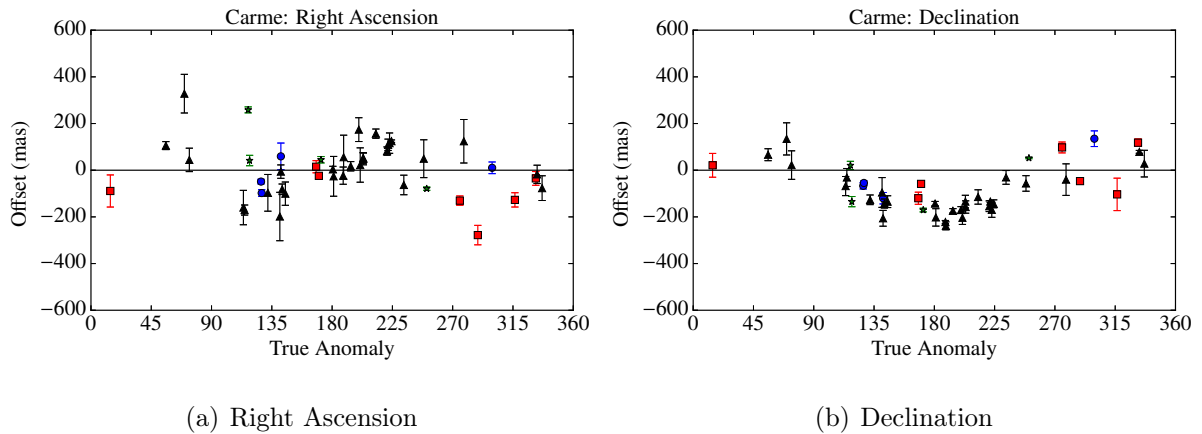 Carme: Right Ascension
600
400
200
0
−200
−400
−600
Offset (mas)
0 45 90 135 180 225 270 315 360
True Anomaly
(a) Right Ascension
Carme: Declination
600
400
200
0
−200
−400
−600
Offset (mas)
0 45 90 135 180 225 270 315 360
True Anomaly
(b) Declination